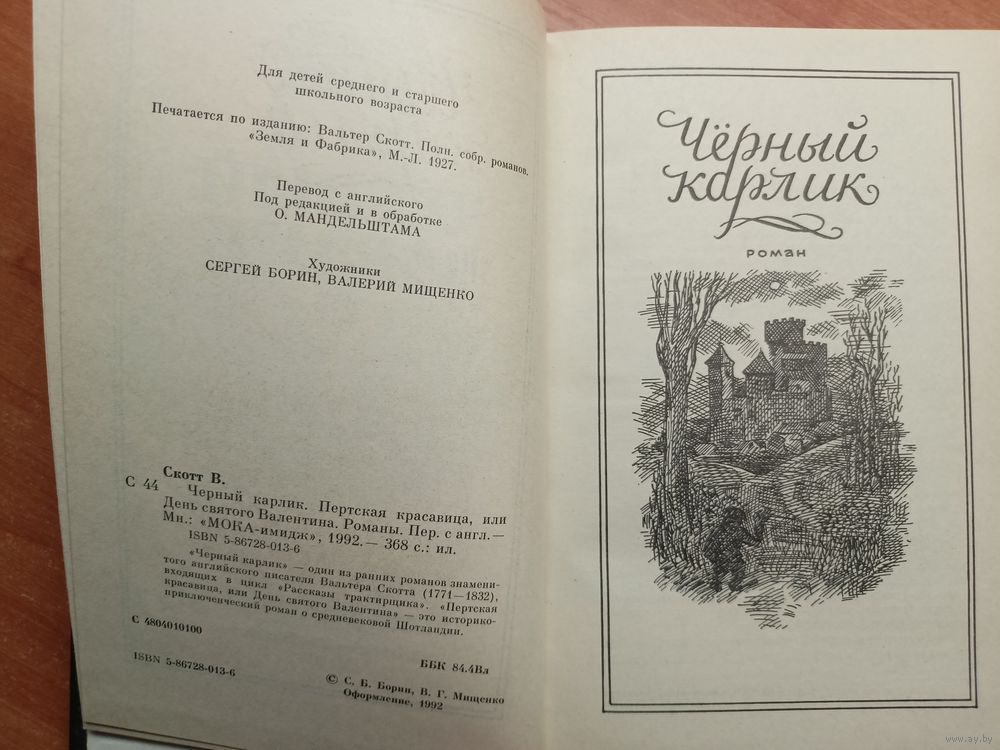 Для детей среднего и старшего
школьного возраста
Печатается по изданию: Вальтер Скотт. Полн. собр. романов.
«Земля и Фабрика», М.-Л. 1927.
Перевод с английского
Под редакцией и в обработке
О. МАНДЕЛЬШТАМА
Художники
СЕРГЕЙ БОРИН, ВАЛЕРИЙ МИЩЕНКО
Скотт В.
С 44 Черный карлик. Пертская красавица, или
День святого Валентина. Романы. Пер. с англ.—
Мн.: «МОКА-имидж», 1992.— 368 с.: ил.
ISBN 5-86728-013-6
«Черный карлик» — один из ранних романов знамени-
того английского писателя Вальтера Скотта (1771—1832),
входящих в цикл «Рассказы трактирщика». «Пертская
красавица, или День святого Валентина» — это историко-
приключенческий роман о средневековой Шотландии.
С 4804010100
ББК 84.4Вл
ISBN 5-86728-013-6
© С. Б. Борин, В. Г. Мищенко
Оформление, 1992
Чёрный
карлик
роман
www.ay.by